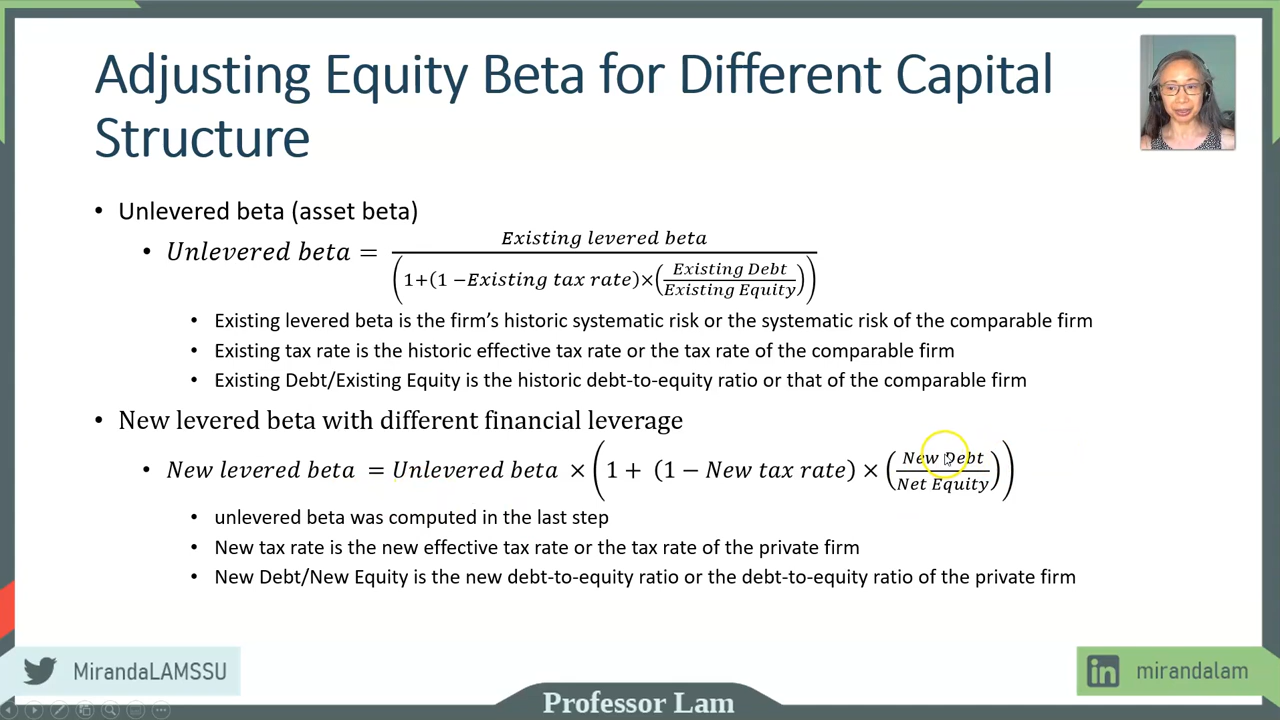 Adjusting Equity Beta for Different Capital
Structure
• Unlevered beta (asset beta)
• Unlevered beta = Existing levered beta / (1+(1 −Existing tax rate)×(Existing Debt / Existing Equity))
• Existing levered beta is the firm's historic systematic risk or the systematic risk of the comparable firm
• Existing tax rate is the historic effective tax rate or the tax rate of the comparable firm
• Existing Debt/Existing Equity is the historic debt-to-equity ratio or that of the comparable firm
• New levered beta with different financial leverage
• New levered beta = Unlevered beta × (1 + (1 − New tax rate) × (New Debt / Net Equity))
• unlevered beta was computed in the last step
• New tax rate is the new effective tax rate or the tax rate of the private firm
• New Debt/New Equity is the new debt-to-equity ratio or the debt-to-equity ratio of the private firm
MirandaLAMSSU
in mirandalam
Professor Lam